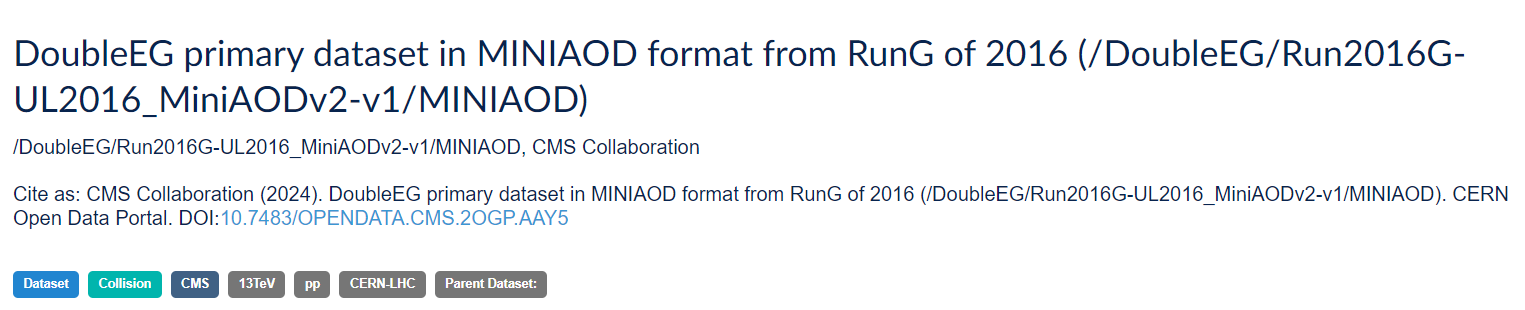 DoubleEG primary dataset in MINIAOD format from RunG of 2016 (/DoubleEG/Run2016G-
UL2016_MiniAODv2-v1/MINIAOD)
/DoubleEG/Run2016G-UL2016_MiniAODv2-v1/MINIAOD, CMS Collaboration
Cite as: CMS Collaboration (2024). DoubleEG primary dataset in MINIAOD format from RunG of 2016 (/DoubleEG/Run2016G-UL2016_MiniAODv2-v1/MINIAOD). CERN
Open Data Portal. DOI:10.7483/OPENDATA.CMS.2OGP.AAY5
Dataset Collision CMS 13TeV pp CERN-LHC Parent Dataset: